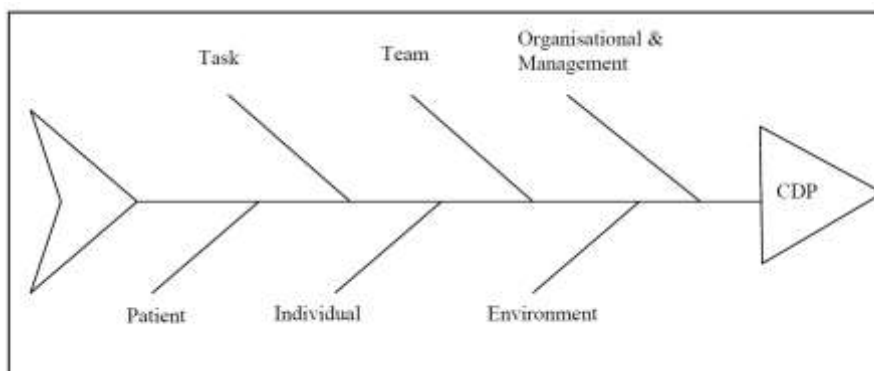 Task
Team
Organisational &
Management
CDP
Patient
Individual
Environment